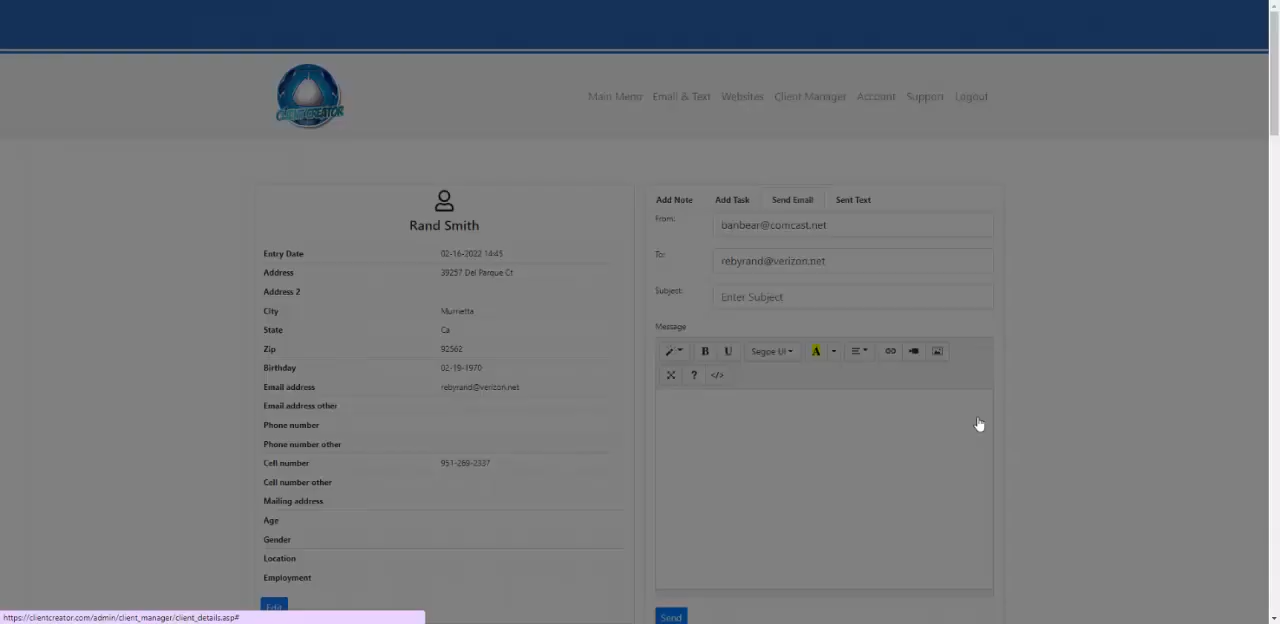 CLIENT CREATOR
Main Menu Email & Text Websites Client Manager Account Support Logout
Rand Smith
Entry Date 02-16-2022 14:45
Address 39257 Del Parque Ct
Address 2
City Murrietta
State Ca
Zip 92562
Birthday 02-19-1970
Email address rebyrand@verizon.net
Email address other
Phone number
Phone number other
Cell number 951-269-2337
Cell number other
Mailing address
Age
Gender
Location
Employment
Edit
Add Note Add Task Send Email Sent Text
From: banbear@comcast.net
To: rebyrand@verizon.net
Subject: Enter Subject
Message
B U Segoe UI A
? </>
Send
https://clientcreator.com/admin/client_manager/client_details.asp#